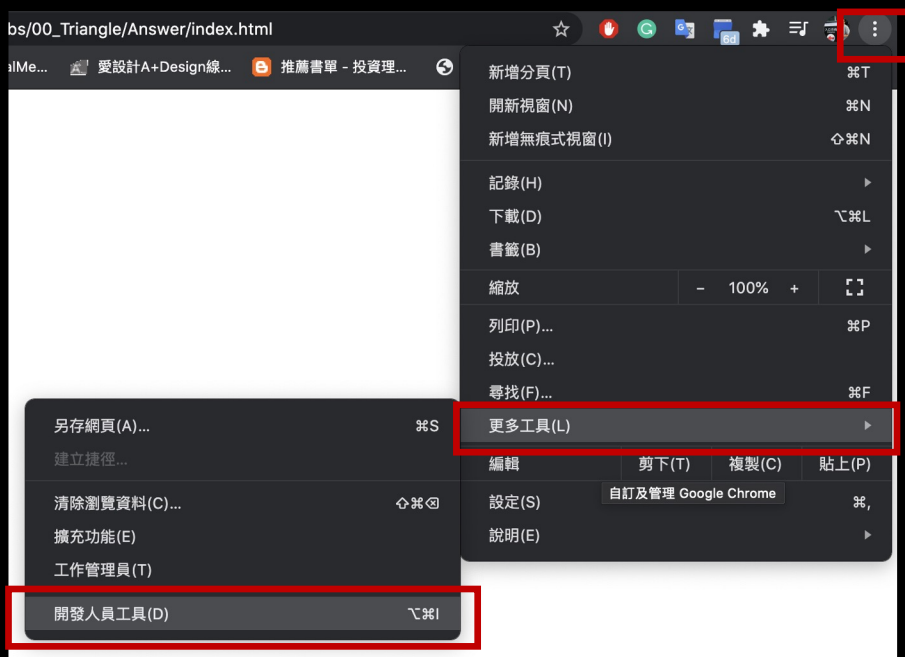 bs/00_Triangle/Answer/index.html
6d
alMe... 愛設計A+Design線... 推薦書單 - 投資理...
新增分頁(T) ⌘T
開新視窗(N) ⌘N
新增無痕式視窗(I) ⇧⌘N
記錄(H)
下載(D) ⌥⌘L
書籤(B)
縮放 - 100% +
列印(P)... ⌘P
投放(C)...
尋找(F)... ⌘F
更多工具(L)
編輯 剪下(T) 複製(C) 貼上(P)
自訂及管理 Google Chrome
設定(S) ⌘,
說明(E)
另存網頁(A)... ⌘S
建立捷徑...
清除瀏覽資料(C)... ⇧⌘⌫
擴充功能(E)
工作管理員(T)
開發人員工具(D) ⌥⌘I